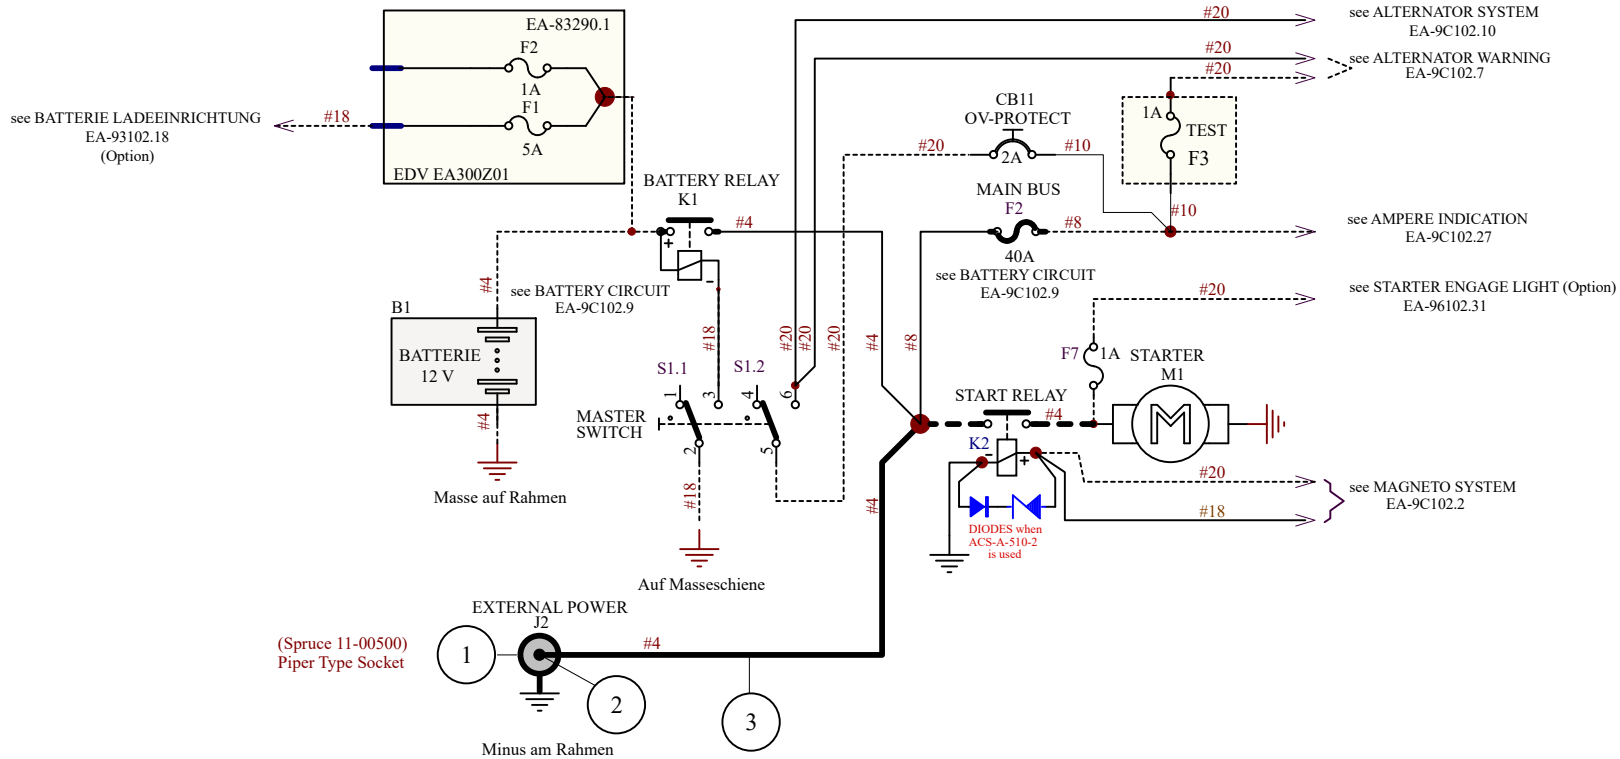 EA-83290.1
F2
1A
F1
5A
EDV EA300Z01
see BATTERIE LADEEINRICHTUNG
EA-93102.18
(Option)
#18
#20
see ALTERNATOR SYSTEM
EA-9C102.10
#20
#20
see ALTERNATOR WARNING
EA-9C102.7
CB11
OV-PROTECT
2A
#20
#10
1A
TEST
F3
#10
BATTERY RELAY
K1
+
-
#4
MAIN BUS
F2
40A
#8
see BATTERY CIRCUIT
EA-9C102.9
see AMPERE INDICATION
EA-9C102.27
see BATTERY CIRCUIT
EA-9C102.9
#4
B1
BATTERIE
12 V
#4
Masse auf Rahmen
#18
#20
#20
#20
#4
#8
#20
see STARTER ENGAGE LIGHT (Option)
EA-96102.31
F7
1A
STARTER
M1
M
S1.1
S1.2
1
3
4
6
2
5
MASTER
SWITCH
#18
Auf Masseschiene
START RELAY
#4
K2
-
+
#20
#18
see MAGNETO SYSTEM
EA-9C102.2
DIODES when
ACS-A-510-2
is used
#4
EXTERNAL POWER
J2
#4
(Spruce 11-00500)
Piper Type Socket
1
2
3
Minus am Rahmen